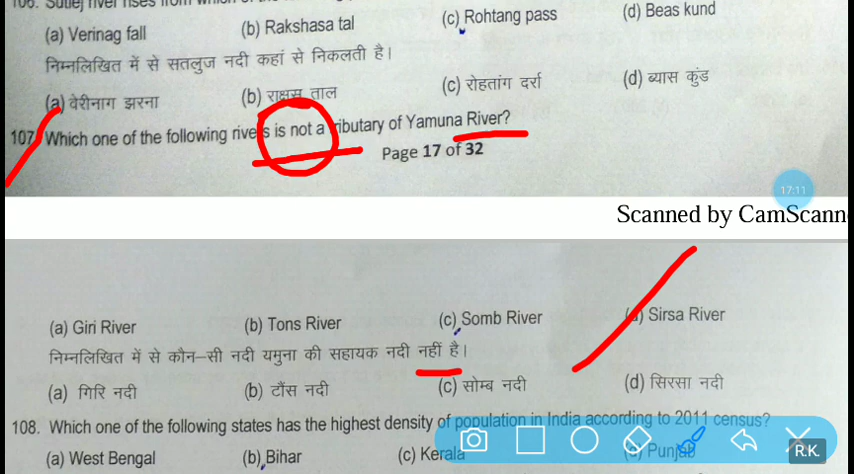 106. Sutlej river rises from which of the
(a) Verinag fall (b) Rakshasa tal (c) Rohtang pass (d) Beas kund
निम्नलिखित में से सतलुज नदी कहां से निकलती है।
(a) वेरीनाग झरना (b) राक्षस ताल (c) रोहतांग दर्रा (d) ब्यास कुंड
107. Which one of the following rivers is not a tributary of Yamuna River?
Page 17 of 32
17:11
Scanned by CamScann
(a) Giri River (b) Tons River (c) Somb River (d) Sirsa River
निम्नलिखित में से कौन–सी नदी यमुना की सहायक नदी नहीं है।
(a) गिरि नदी (b) टौंस नदी (c) सोम्ब नदी (d) सिरसा नदी
108. Which one of the following states has the highest density of population in India according to 2011 census?
(a) West Bengal (b) Bihar (c) Kerala (d) Punjab
R.K.